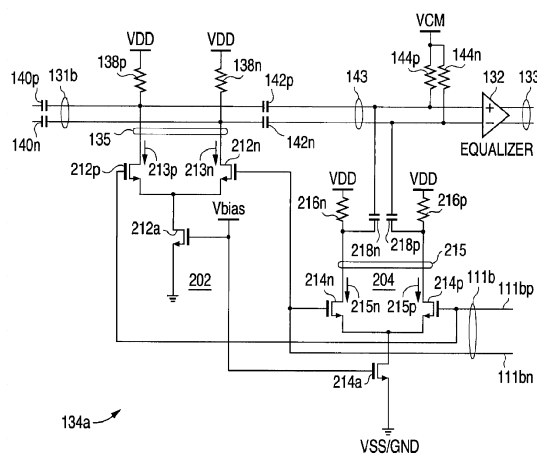 VCM
VDD VDD
138p 138n
144p 144n
140p 131b 142p 143 132 133
+
−
140n 135 142n
EQUALIZER
212p 213p 213n 212n
VDD VDD
216n 216p
212a Vbias
218n 218p
215
202 204
214n 214p 111b
111bp
215n 215p
111bn
214a
134a
VSS/GND